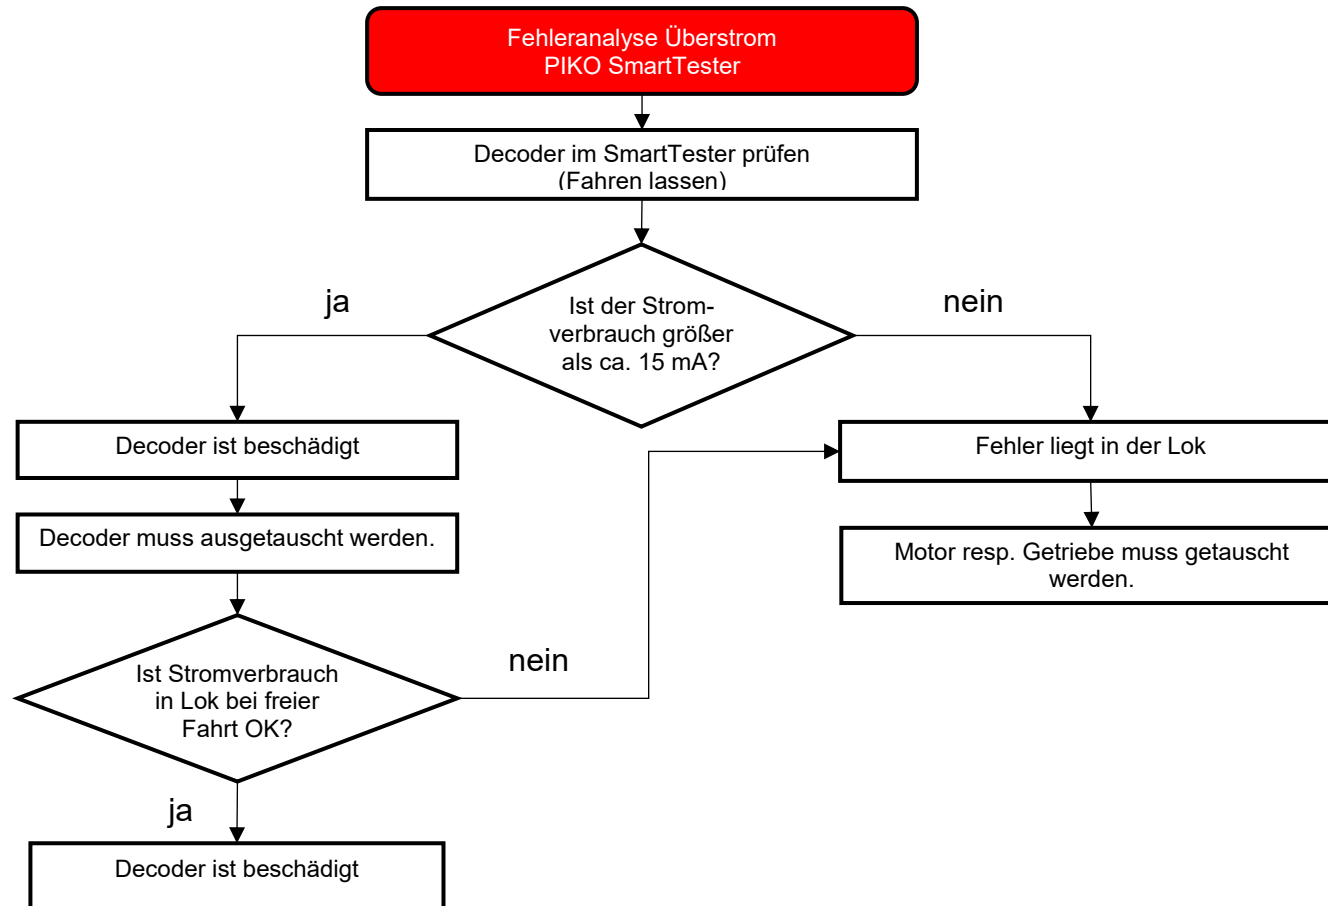 Fehleranalyse Überstrom
PIKO SmartTester
Decoder im SmartTester prüfen
(Fahren lassen)
ja
nein
Ist der Strom-
verbrauch größer
als ca. 15 mA?
Decoder ist beschädigt
Fehler liegt in der Lok
Decoder muss ausgetauscht werden.
Motor resp. Getriebe muss getauscht
werden.
Ist Stromverbrauch
in Lok bei freier
Fahrt OK?
nein
ja
Decoder ist beschädigt